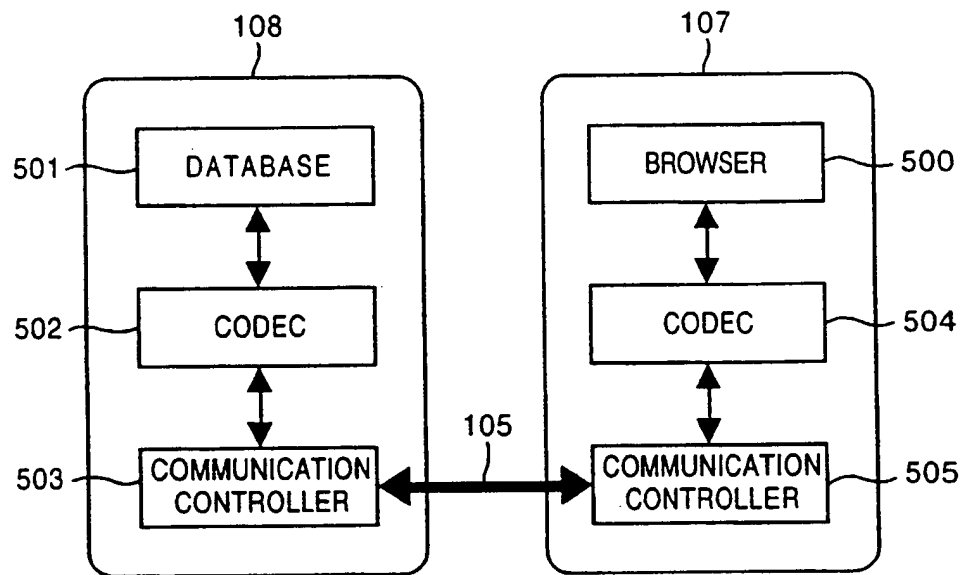 108
107
501
DATABASE
BROWSER
500
502
CODEC
CODEC
504
105
503
COMMUNICATION
CONTROLLER
COMMUNICATION
CONTROLLER
505